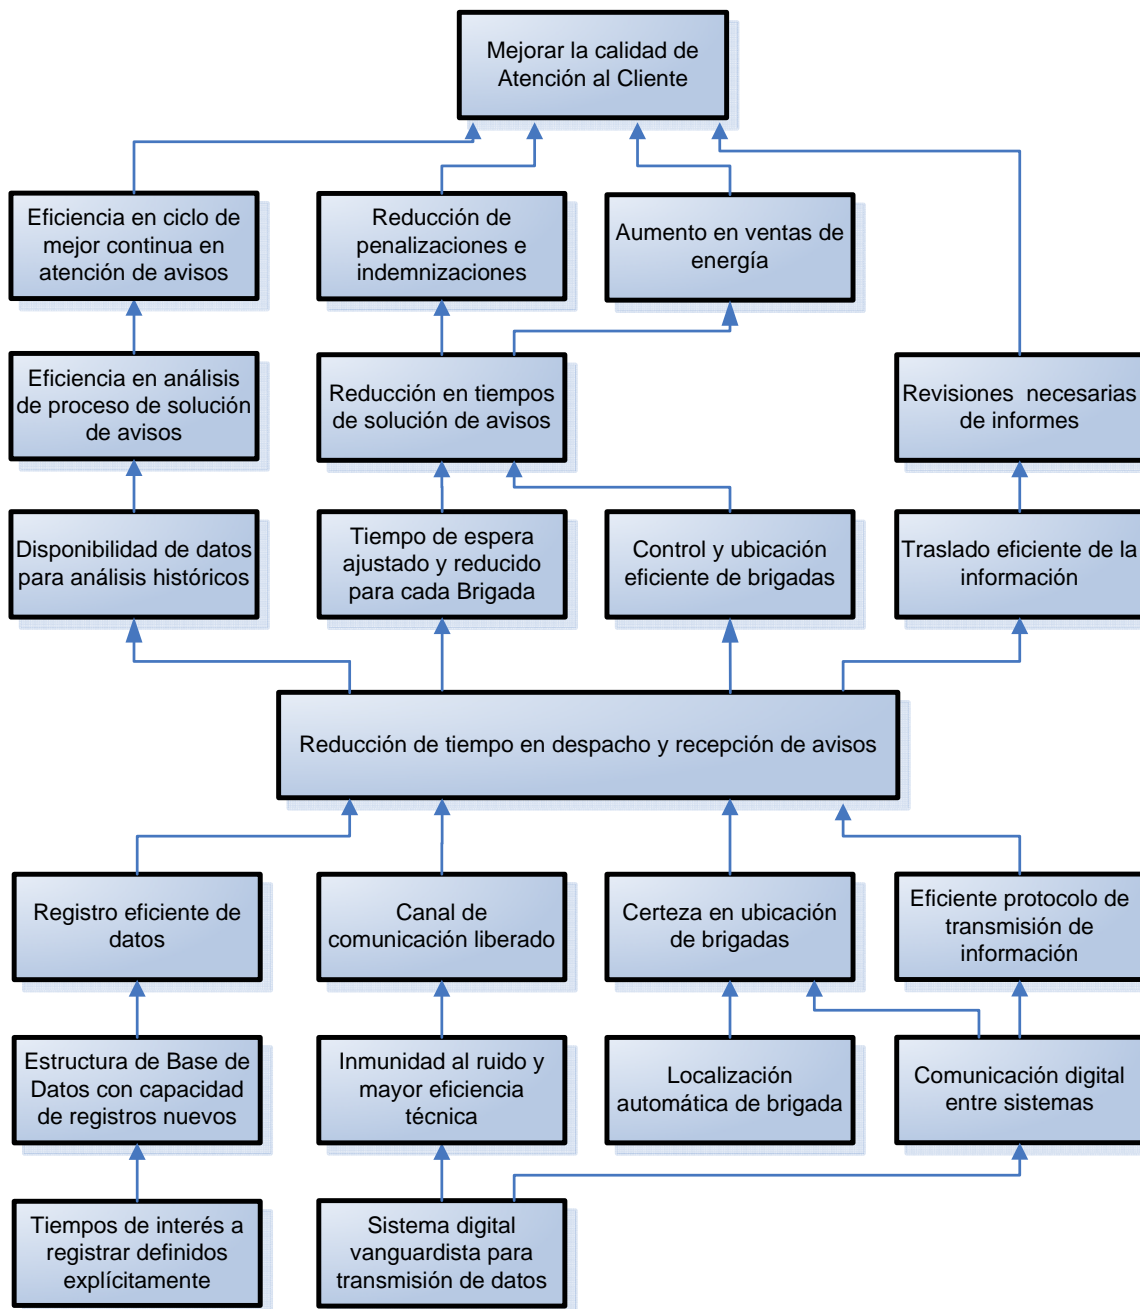 Mejorar la calidad de
Atención al Cliente
Eficiencia en ciclo de
mejor continua en
atención de avisos
Reducción de
penalizaciones e
indemnizaciones
Aumento en ventas de
energía
Eficiencia en análisis
de proceso de solución
de avisos
Reducción en tiempos
de solución de avisos
Revisiones necesarias
de informes
Disponibilidad de datos
para análisis históricos
Tiempo de espera
ajustado y reducido
para cada Brigada
Control y ubicación
eficiente de brigadas
Traslado eficiente de la
información
Reducción de tiempo en despacho y recepción de avisos
Registro eficiente de
datos
Canal de
comunicación liberado
Certeza en ubicación
de brigadas
Eficiente protocolo de
transmisión de
información
Estructura de Base de
Datos con capacidad
de registros nuevos
Inmunidad al ruido y
mayor eficiencia
técnica
Localización
automática de brigada
Comunicación digital
entre sistemas
Tiempos de interés a
registrar definidos
explícitamente
Sistema digital
vanguardista para
transmisión de datos